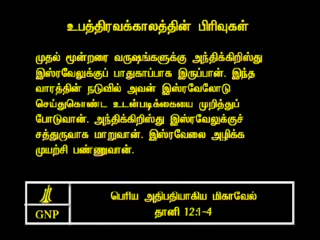 உபத்திரவக்காலத்தின் பிரிவுகள்
முதல் மூன்றரை வருஷங்களுக்கு அந்திக்கிறிஸ்து
இஸ்ரவேலுக்குப் பாதுகாப்பாக இருப்பான். இந்த
வாரத்தின் நடுவில் அவன் இஸ்ரவேலோடு
செய்துகொண்ட உடன்படிக்கையை முறித்துப்
போடுவான். அந்திக்கிறிஸ்து இஸ்ரவேலுக்குச்
சத்துருவாக மாறுவான். இஸ்ரவேலை அழிக்க
முயற்சி பண்ணுவான்.
பெரிய அதிபதியாகிய மிகாவேல்
தானி 12:1-4
GNP